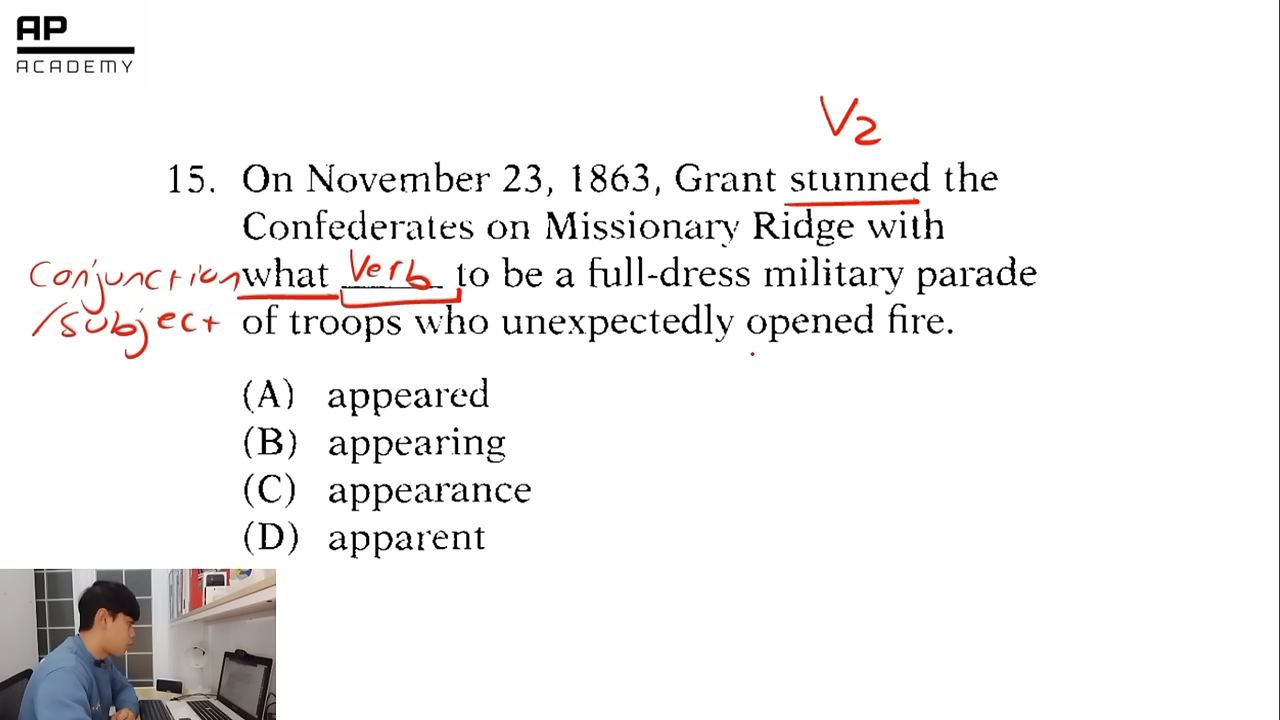 AP
ACADEMY
V2
15. On November 23, 1863, Grant stunned the
Confederates on Missionary Ridge with
Conjunction what Verb to be a full-dress military parade
/subject of troops who unexpectedly opened fire.
(A) appeared
(B) appearing
(C) appearance
(D) apparent